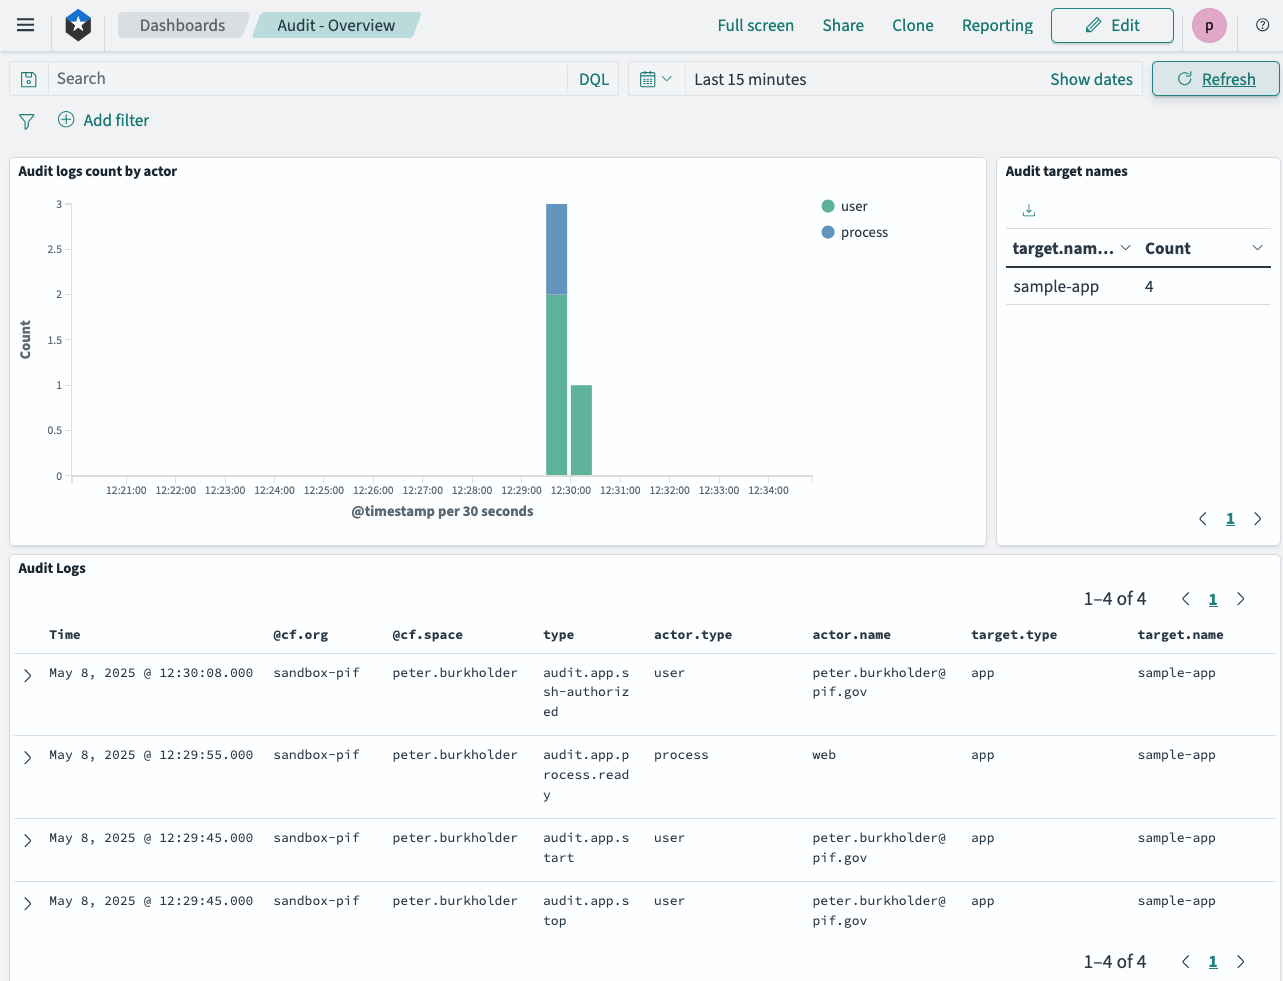 Dashboards
Audit - Overview
Full screen
Share
Clone
Reporting
Edit
p
Search
DQL
Last 15 minutes
Show dates
Refresh
Add filter
Audit logs count by actor
3
2.5
2
1.5
1
0.5
0
Count
12:21:00 12:22:00 12:23:00 12:24:00 12:25:00 12:26:00 12:27:00 12:28:00 12:29:00 12:30:00 12:31:00 12:32:00 12:33:00 12:34:00
@timestamp per 30 seconds
user
process
Audit target names
target.nam... Count
sample-app 4
1
Audit Logs
1–4 of 4 1
Time @cf.org @cf.space type actor.type actor.name target.type target.name
May 8, 2025 @ 12:30:08.000 sandbox-pif peter.burkholder audit.app.s user peter.burkholder@ app sample-app
sh-authoriz pif.gov
ed
May 8, 2025 @ 12:29:55.000 sandbox-pif peter.burkholder audit.app.p process web app sample-app
rocess.read
y
May 8, 2025 @ 12:29:45.000 sandbox-pif peter.burkholder audit.app.s user peter.burkholder@ app sample-app
tart pif.gov
May 8, 2025 @ 12:29:45.000 sandbox-pif peter.burkholder audit.app.s user peter.burkholder@ app sample-app
top pif.gov
1–4 of 4 1